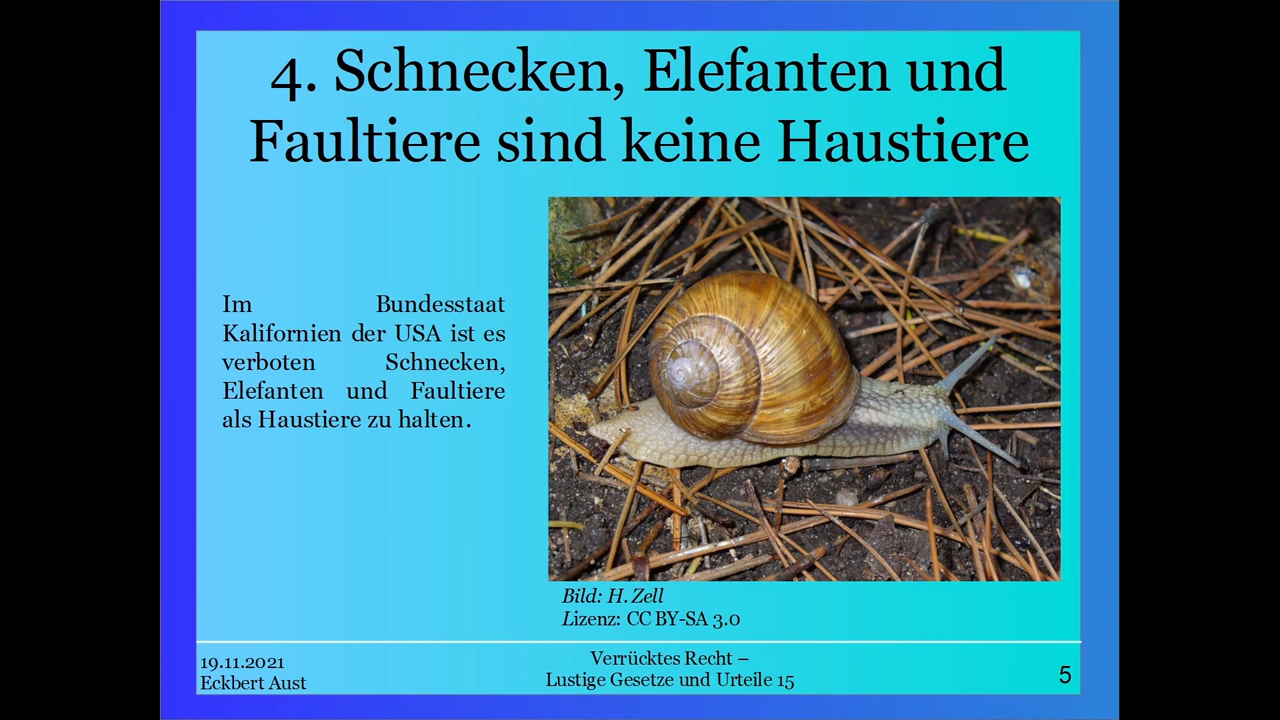 4. Schnecken, Elefanten und
Faultiere sind keine Haustiere
Im Bundesstaat
Kalifornien der USA ist es
verboten Schnecken,
Elefanten und Faultiere
als Haustiere zu halten.
Bild: H. Zell
Lizenz: CC BY-SA 3.0
19.11.2021
Eckbert Aust
Verrücktes Recht –
Lustige Gesetze und Urteile 15
5